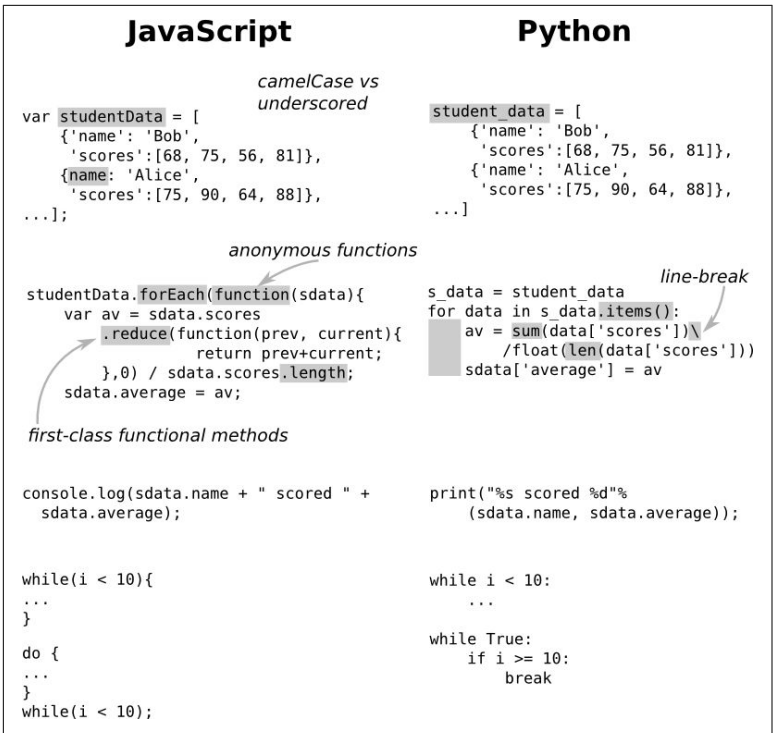 JavaScript
camelCase vs
underscored
var studentData = [
    {'name': 'Bob',
     'scores':[68, 75, 56, 81]},
    {name: 'Alice',
     'scores':[75, 90, 64, 88]},
...];
anonymous functions
studentData.forEach(function(sdata){
    var av = sdata.scores
        .reduce(function(prev, current){
                  return prev+current;
        },0) / sdata.scores.length;
    sdata.average = av;
first-class functional methods
console.log(sdata.name + " scored " +
  sdata.average);
while(i < 10){
...
}
do {
...
}
while(i < 10);
Python
student_data = [
    {'name': 'Bob',
     'scores':[68, 75, 56, 81]},
    {'name': 'Alice',
     'scores':[75, 90, 64, 88]},
...]
line-break
s_data = student_data
for data in s_data.items():
    av = sum(data['scores'])\
        /float(len(data['scores']))
    sdata['average'] = av
print("%s scored %d"%
    (sdata.name, sdata.average));
while i < 10:
    ...
while True:
    if i >= 10:
        break